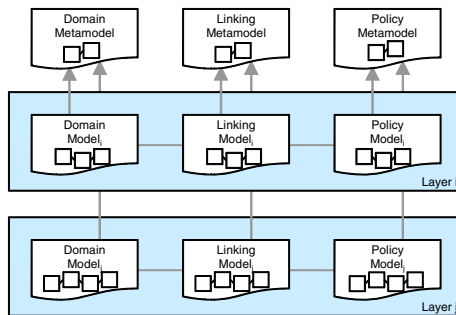 Domain
Metamodel
Linking
Metamodel
Policy
Metamodel
Domain
Model i
Linking
Model i
Policy
Model i
Layer i
Domain
Model j
Linking
Model j
Policy
Model j
Layer j